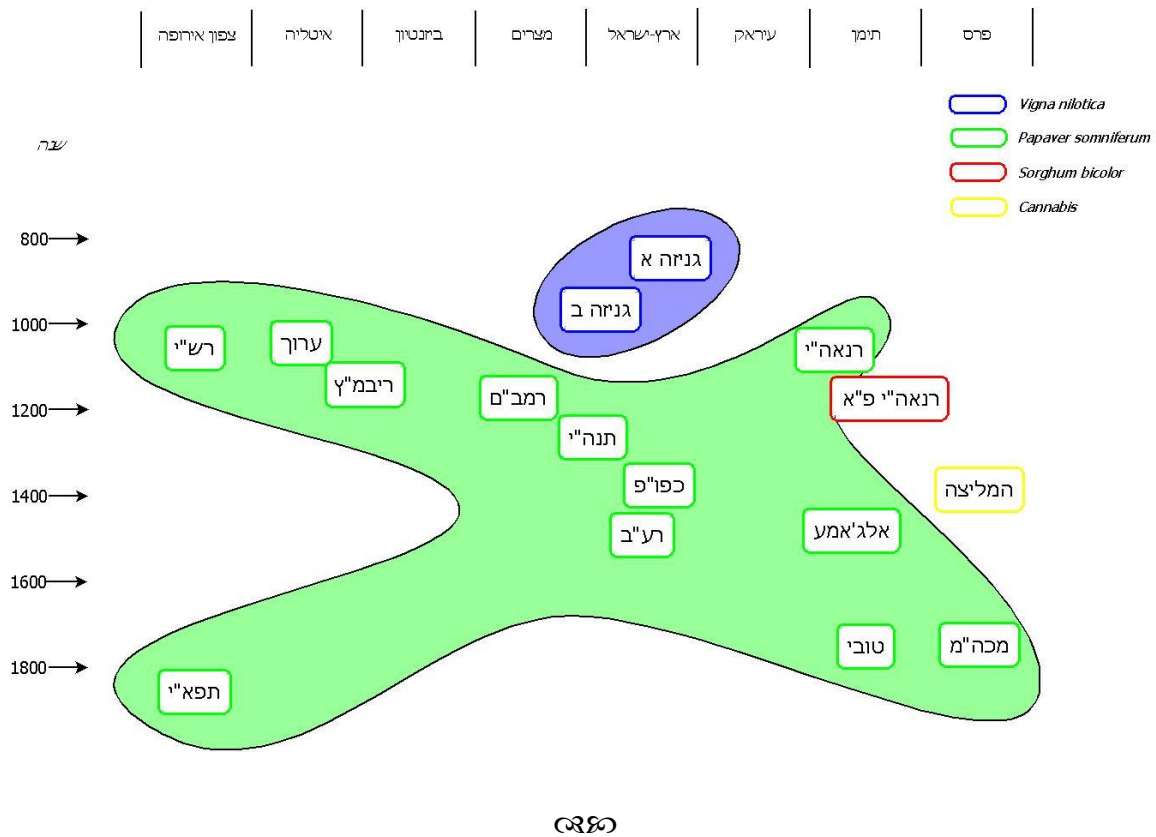 פרס תימן עיראק ארץ-ישראל מצרים ביזנטיון איטליה צפון אירופה
Vigna nilotica
Papaver somniferum
Sorghum bicolor
Cannabis
שנה
800
גניזה א
גניזה ב
1000
רש"י
ערוך
רנאה"י
ריבמ"ץ
רמב"ם
רנאה"י פ"א
1200
תנה"י
כפו"פ
המליצה
1400
רע"ב
אלג'אמע
1600
טובי
מכה"מ
1800
תפא"י